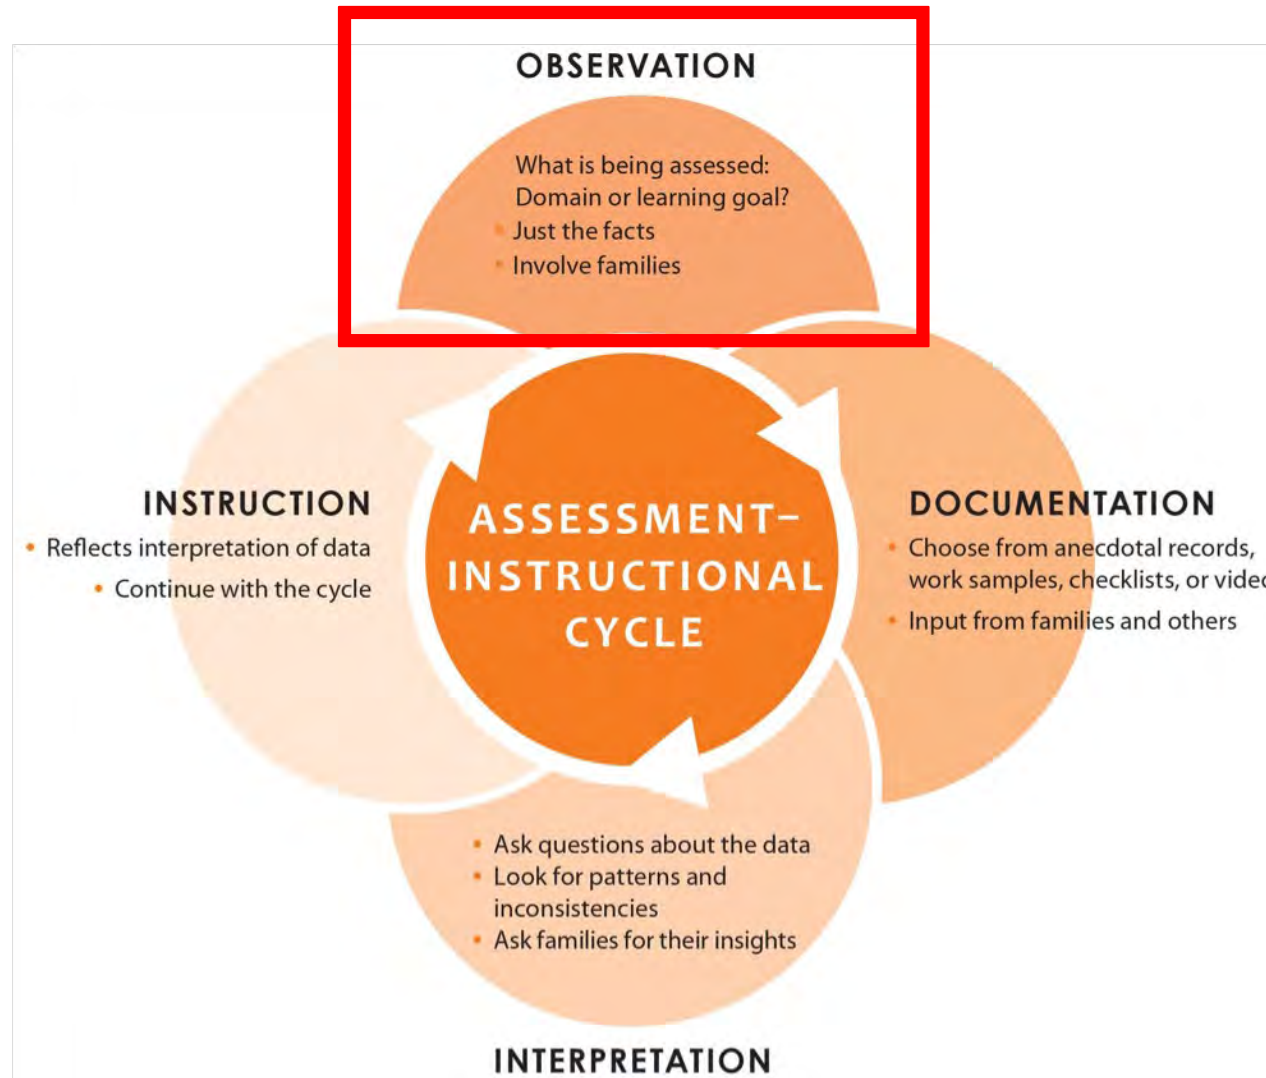 OBSERVATION
What is being assessed:
Domain or learning goal?
• Just the facts
• Involve families
INSTRUCTION
• Reflects interpretation of data
• Continue with the cycle
ASSESSMENT–
INSTRUCTIONAL
CYCLE
DOCUMENTATION
• Choose from anecdotal records,
work samples, checklists, or video
• Input from families and others
• Ask questions about the data
• Look for patterns and
inconsistencies
• Ask families for their insights
INTERPRETATION